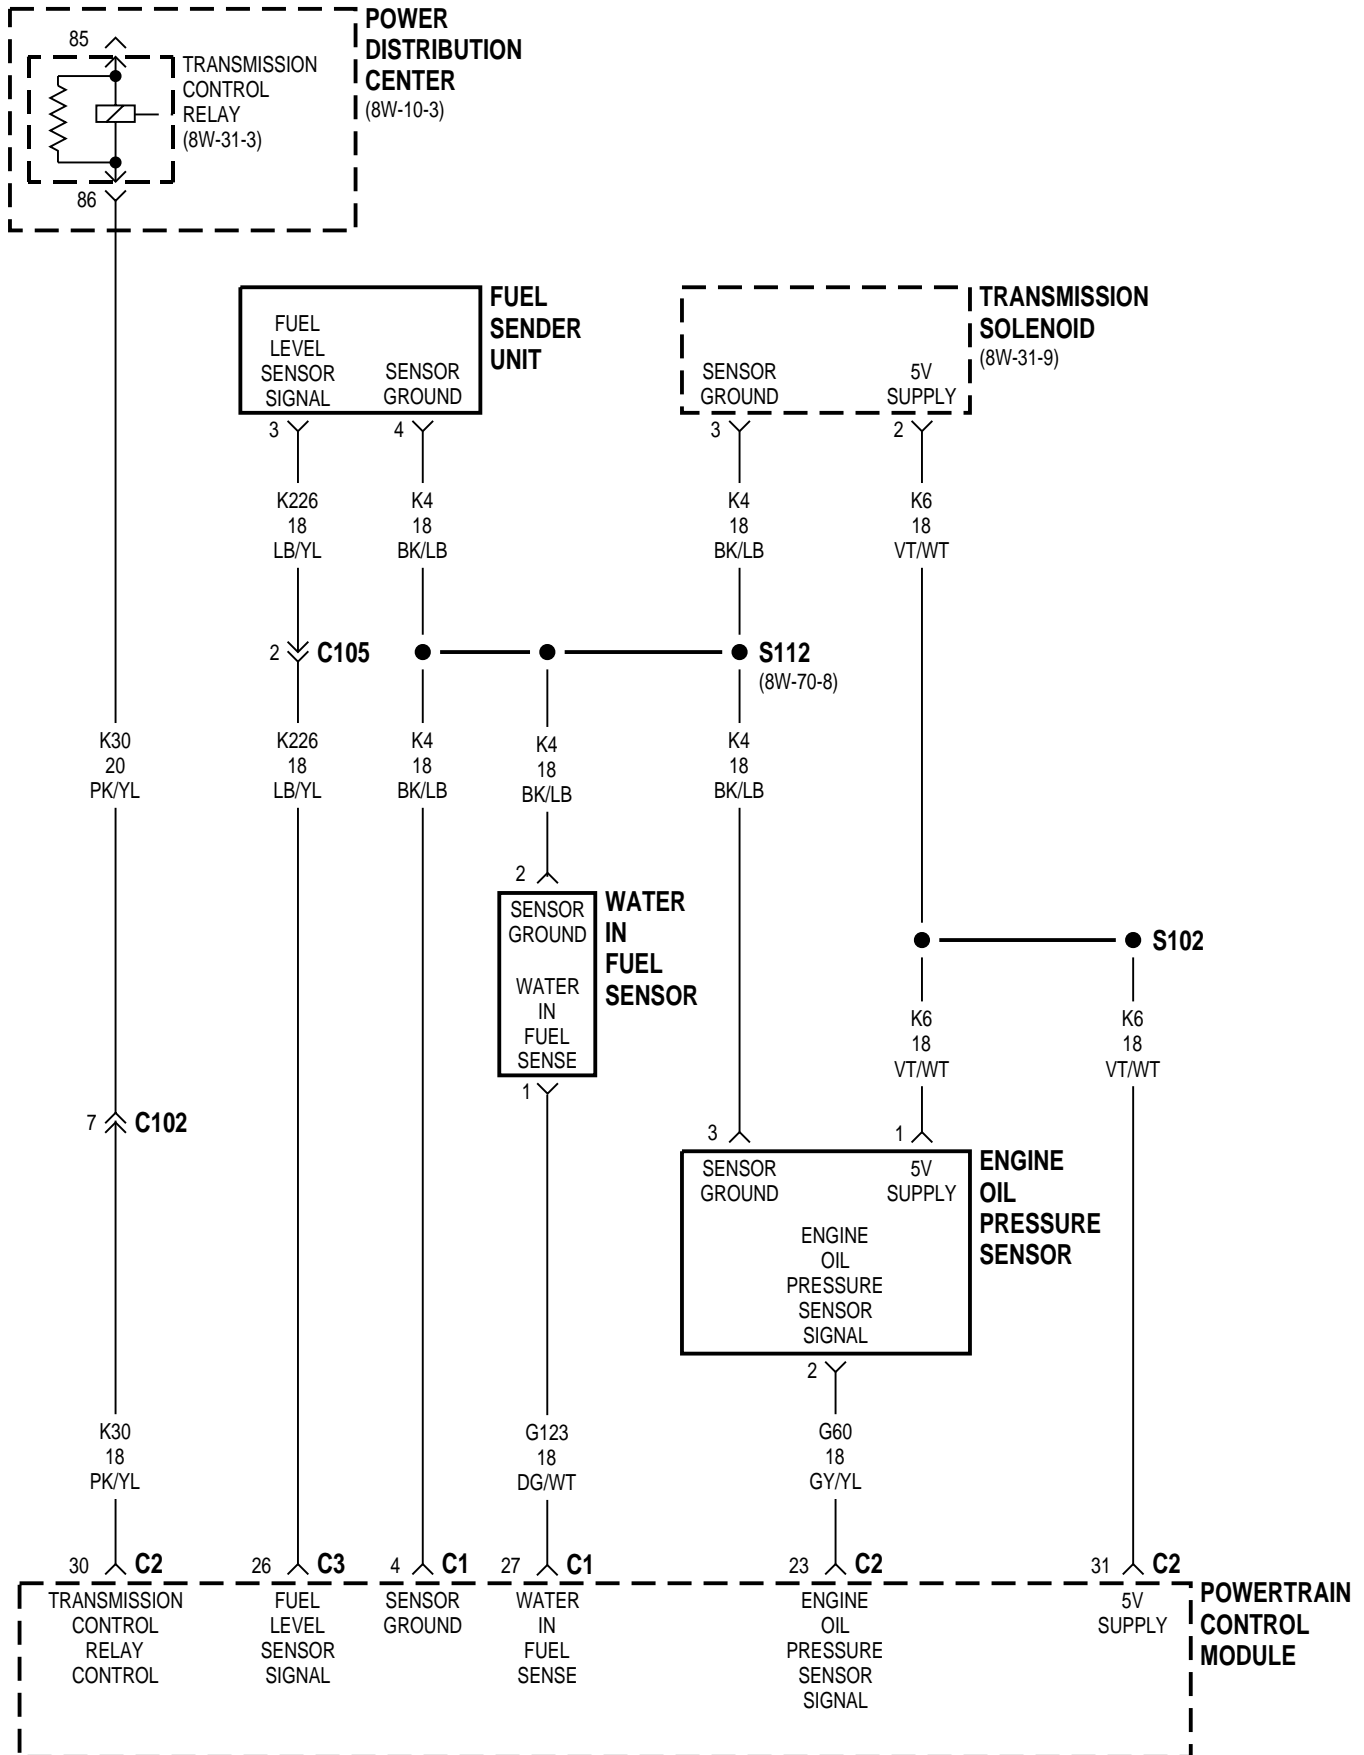 POWER
DISTRIBUTION
CENTER
(8W-10-3)
85
TRANSMISSION
CONTROL
RELAY
(8W-31-3)
86
FUEL
SENDER
UNIT
FUEL
LEVEL
SENSOR
SIGNAL
SENSOR
GROUND
TRANSMISSION
SOLENOID
(8W-31-9)
SENSOR
GROUND
5V
SUPPLY
3
4
3
2
K226
18
LB/YL
K4
18
BK/LB
K4
18
BK/LB
K6
18
VT/WT
2
C105
S112
(8W-70-8)
K30
20
PK/YL
K226
18
LB/YL
K4
18
BK/LB
K4
18
BK/LB
K4
18
BK/LB
2
SENSOR
GROUND
WATER
IN
FUEL
SENSE
WATER
IN
FUEL
SENSOR
1
S102
K6
18
VT/WT
K6
18
VT/WT
7
C102
3
1
SENSOR
GROUND
5V
SUPPLY
ENGINE
OIL
PRESSURE
SENSOR
SIGNAL
ENGINE
OIL
PRESSURE
SENSOR
2
K30
18
PK/YL
G123
18
DG/WT
G60
18
GY/YL
30
C2
26
C3
4
C1
27
C1
23
C2
31
C2
TRANSMISSION
CONTROL
RELAY
CONTROL
FUEL
LEVEL
SENSOR
SIGNAL
SENSOR
GROUND
WATER
IN
FUEL
SENSE
ENGINE
OIL
PRESSURE
SENSOR
SIGNAL
5V
SUPPLY
POWERTRAIN
CONTROL
MODULE